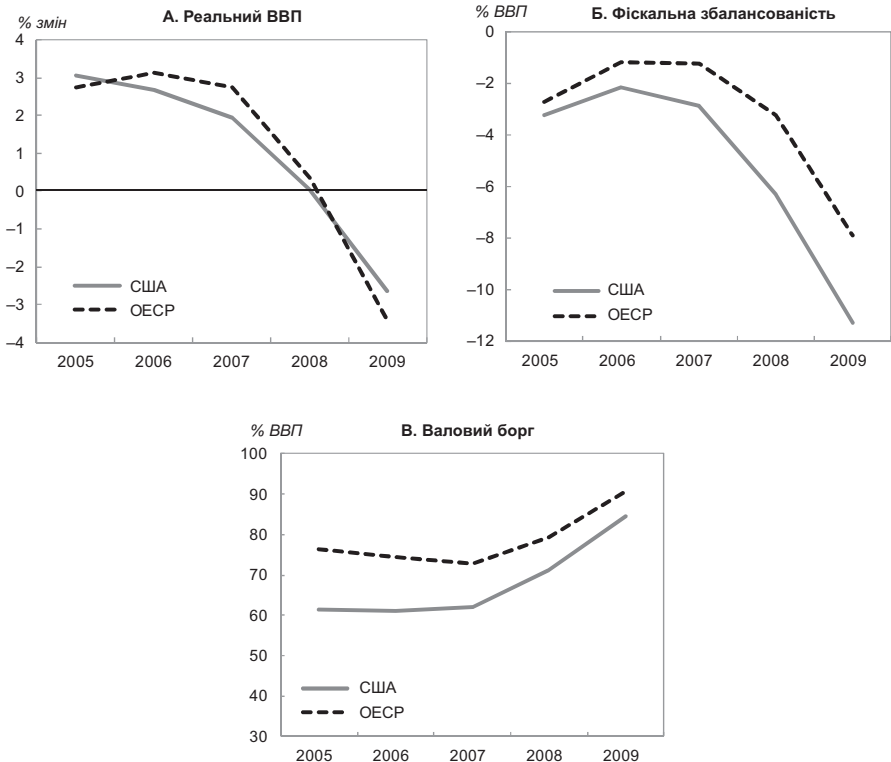 % змін
А. Реальний ВВП
4
3
2
1
0
–1
–2
–3
–4
США
ОЕСР
2005 2006 2007 2008 2009
% ВВП
Б. Фіскальна збалансованість
0
–2
–4
–6
–8
–10
–12
США
ОЕСР
2005 2006 2007 2008 2009
% ВВП
В. Валовий борг
100
90
80
70
60
50
40
30
США
ОЕСР
2005 2006 2007 2008 2009